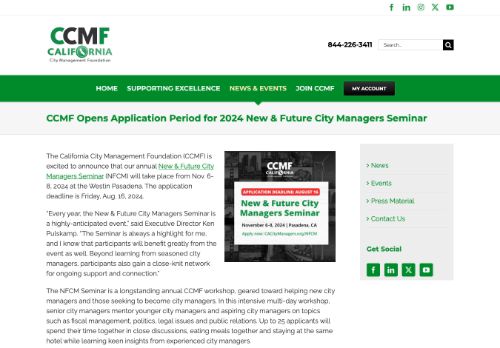 CCMF
CALIFORNIA
City Management Foundation
844-226-3411
Search...
HOME SUPPORTING EXCELLENCE NEWS & EVENTS JOIN CCMF MY ACCOUNT
CCMF Opens Application Period for 2024 New & Future City Managers Seminar
The California City Management Foundation (CCMF) is
excited to announce that our annual New & Future City
Managers Seminar (NFCM) will take place from Nov. 6-
8, 2024 at the Westin Pasadena. The application
deadline is Friday, Aug. 16, 2024.
"Every year, the New & Future City Managers Seminar is
a highly-anticipated event," said Executive Director Ken
Pulskamp. "The Seminar is always a highlight for me,
and I know that participants will benefit greatly from the
event as well. Beyond learning from seasoned city
managers, participants also gain a close-knit network
for ongoing support and connection."
The NFCM Seminar is a longstanding annual CCMF workshop, geared toward helping new city
managers and those seeking to become city managers. In this intensive multi-day workshop,
senior city managers mentor younger city managers and aspiring city managers on topics
such as fiscal management, politics, legal issues and public relations. Up to 25 applicants will
spend their time together in close discussions, eating meals together and staying at the same
hotel while learning keen insights from experienced city managers.
CCMF
CALIFORNIA
APPLICATION DEADLINE: AUGUST 16
New & Future City
Managers Seminar
November 6-8, 2024 | Pasadena, CA
Apply now: CACityManagers.org/NFCM
> News
> Events
> Press Material
> Contact Us
Get Social